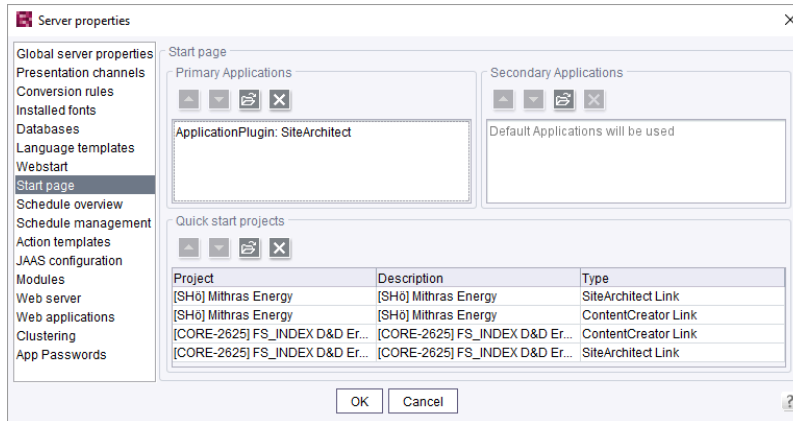 Server properties
Global server properties
Presentation channels
Conversion rules
Installed fonts
Databases
Language templates
Webstart
Start page
Schedule overview
Schedule management
Action templates
JAAS configuration
Modules
Web server
Web applications
Clustering
App Passwords
Start page
Primary Applications
ApplicationPlugin: SiteArchitect
Secondary Applications
Default Applications will be used
Quick start projects
Project Description Type
[SHö] Mithras Energy [SHö] Mithras Energy SiteArchitect Link
[SHö] Mithras Energy [SHö] Mithras Energy ContentCreator Link
[CORE-2625] FS_INDEX D&D Er... [CORE-2625] FS_INDEX D&D Er... ContentCreator Link
[CORE-2625] FS_INDEX D&D Er... [CORE-2625] FS_INDEX D&D Er... SiteArchitect Link
OK Cancel
?